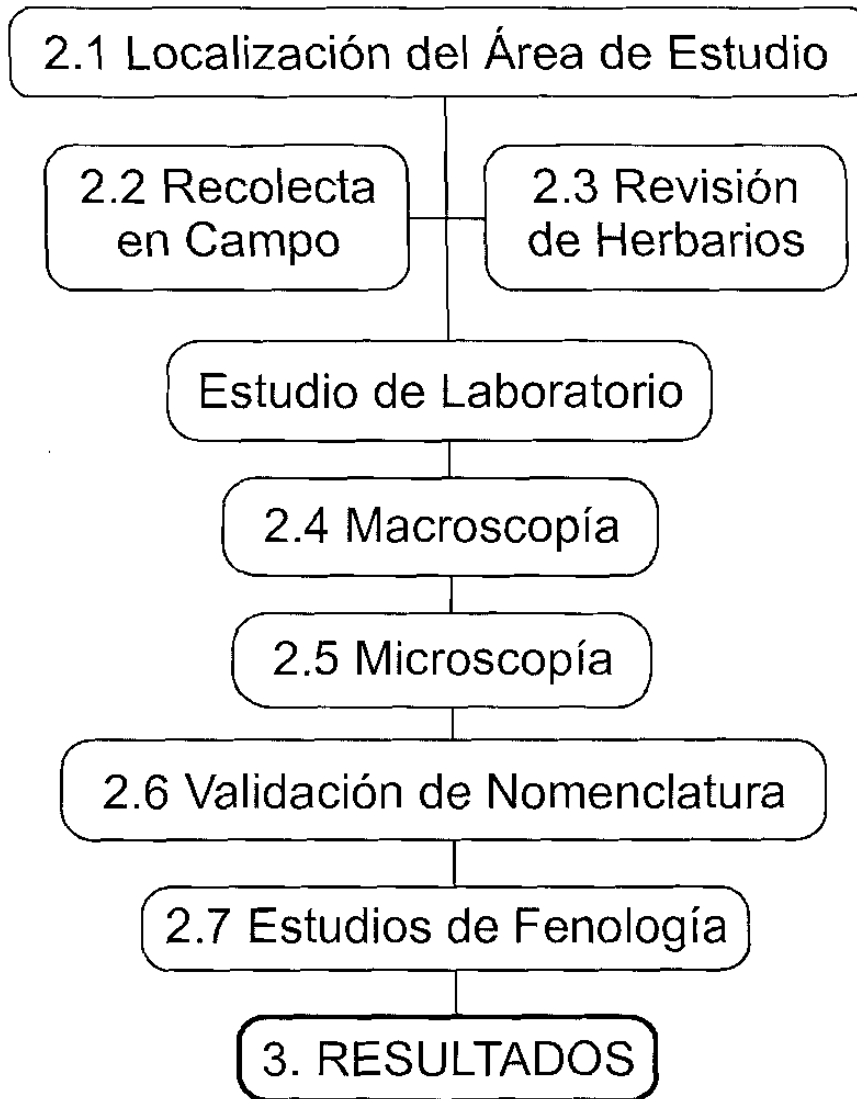 2.1 Localización del Área de Estudio
2.2 Recolecta
en Campo
2.3 Revisión
de Herbarios
Estudio de Laboratorio
2.4 Macroscopía
2.5 Microscopía
2.6 Validación de Nomenclatura
2.7 Estudios de Fenología
3. RESULTADOS